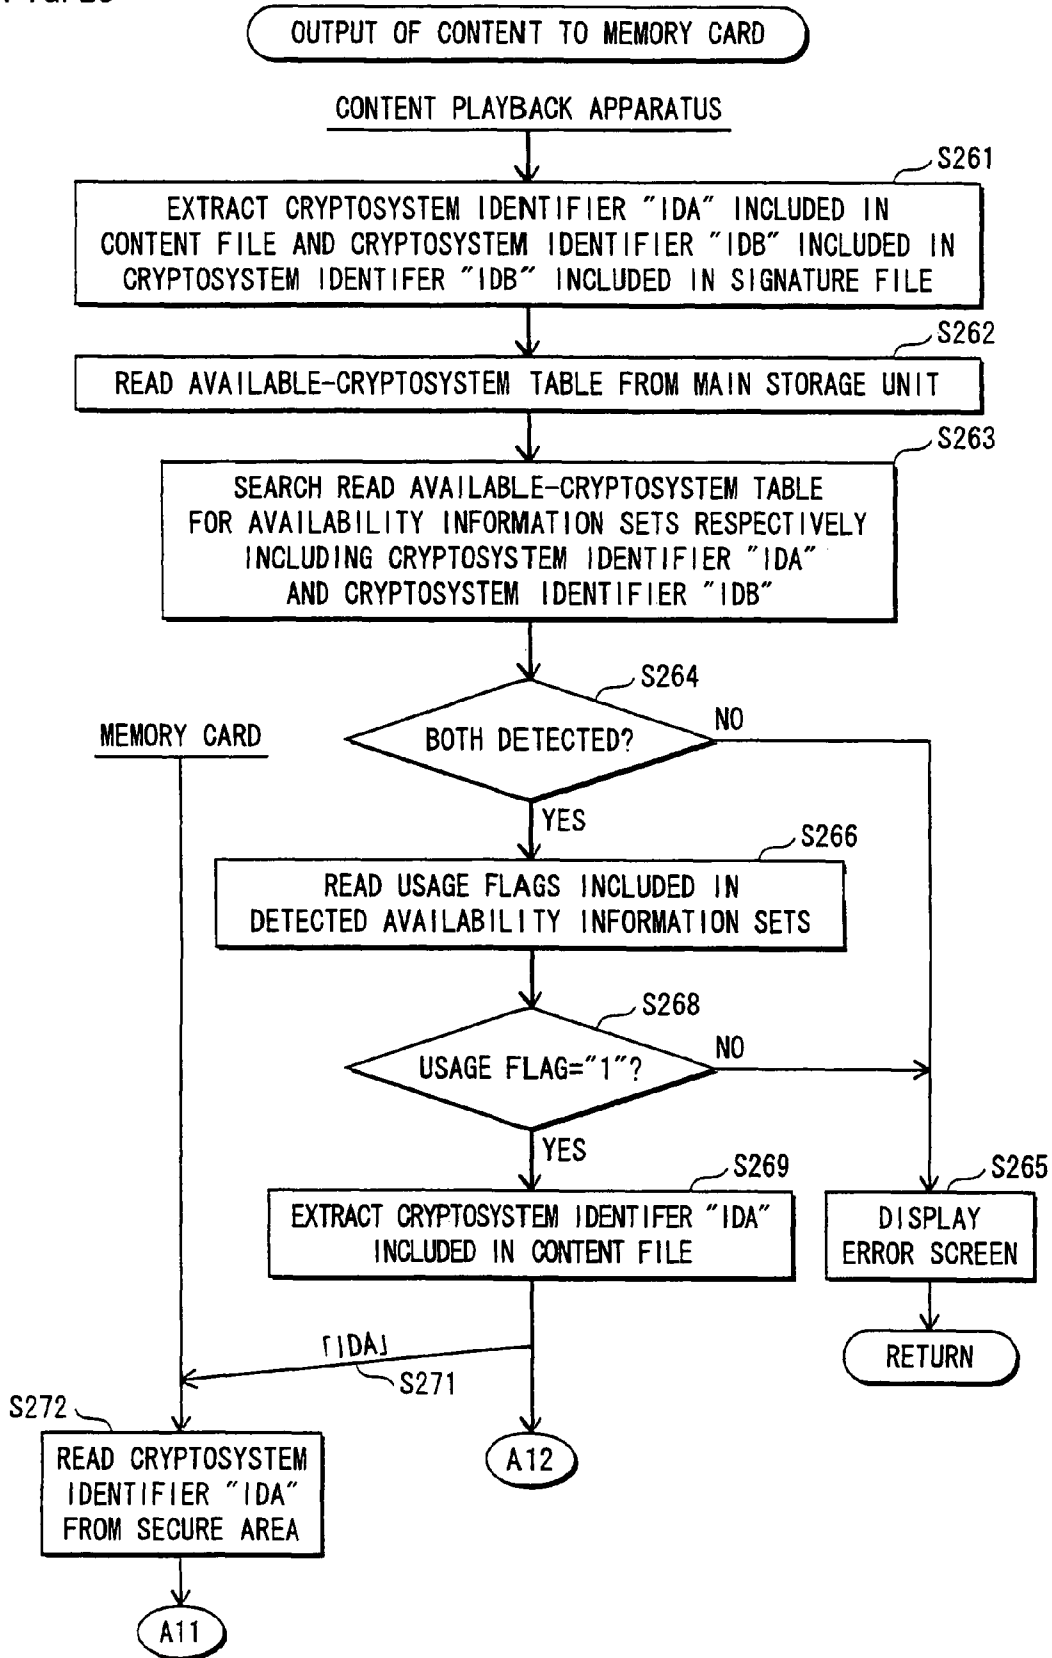 OUTPUT OF CONTENT TO MEMORY CARD
CONTENT PLAYBACK APPARATUS
S261
EXTRACT CRYPTOSYSTEM IDENTIFIER "IDA" INCLUDED IN
CONTENT FILE AND CRYPTOSYSTEM IDENTIFIER "IDB" INCLUDED IN
CRYPTOSYSTEM IDENTIFER "IDB" INCLUDED IN SIGNATURE FILE
S262
READ AVAILABLE-CRYPTOSYSTEM TABLE FROM MAIN STORAGE UNIT
S263
SEARCH READ AVAILABLE-CRYPTOSYSTEM TABLE
FOR AVAILABILITY INFORMATION SETS RESPECTIVELY
INCLUDING CRYPTOSYSTEM IDENTIFIER "IDA"
AND CRYPTOSYSTEM IDENTIFIER "IDB"
S264
BOTH DETECTED?
NO
MEMORY CARD
YES
S266
READ USAGE FLAGS INCLUDED IN
DETECTED AVAILABILITY INFORMATION SETS
S268
USAGE FLAG="1"?
NO
YES
S269
EXTRACT CRYPTOSYSTEM IDENTIFER "IDA"
INCLUDED IN CONTENT FILE
S265
DISPLAY
ERROR SCREEN
RETURN
「IDA」
S271
S272
READ CRYPTOSYSTEM
IDENTIFIER "IDA"
FROM SECURE AREA
A12
A11